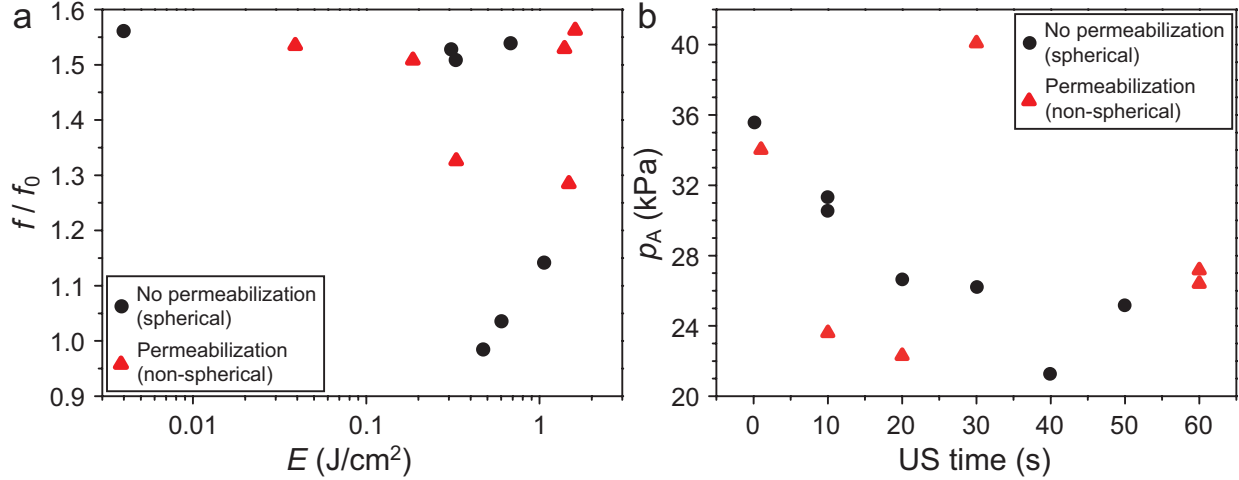 a
1.6
1.5
1.4
1.3
1.2
1.1
1.0
0.9
f / f0
0.01
0.1
1
E (J/cm2)
No permeabilization
(spherical)
Permeabilization
(non-spherical)
b
40
36
32
28
24
20
pA (kPa)
0
10
20
30
40
50
60
US time (s)
No permeabilization
(spherical)
Permeabilization
(non-spherical)